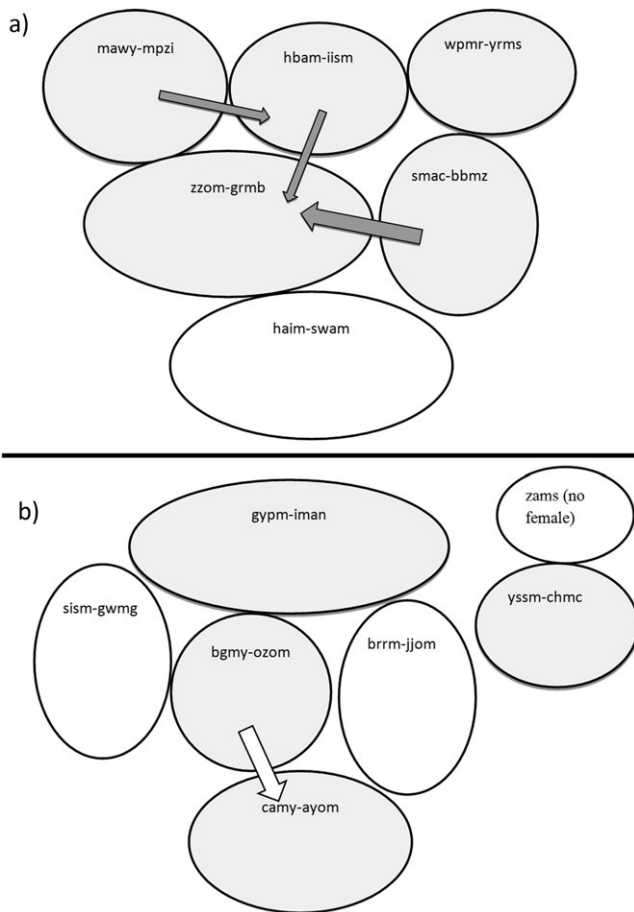 a)
mawy-mpzi
hbam-iism
wpmr-yrms
zzom-grmb
smac-bbmz
haim-swam
b)
gypm-iman
zams (no
female)
sism-gwmg
bgmy-ozom
brrm-jjom
yssm-chmc
camy-ayom